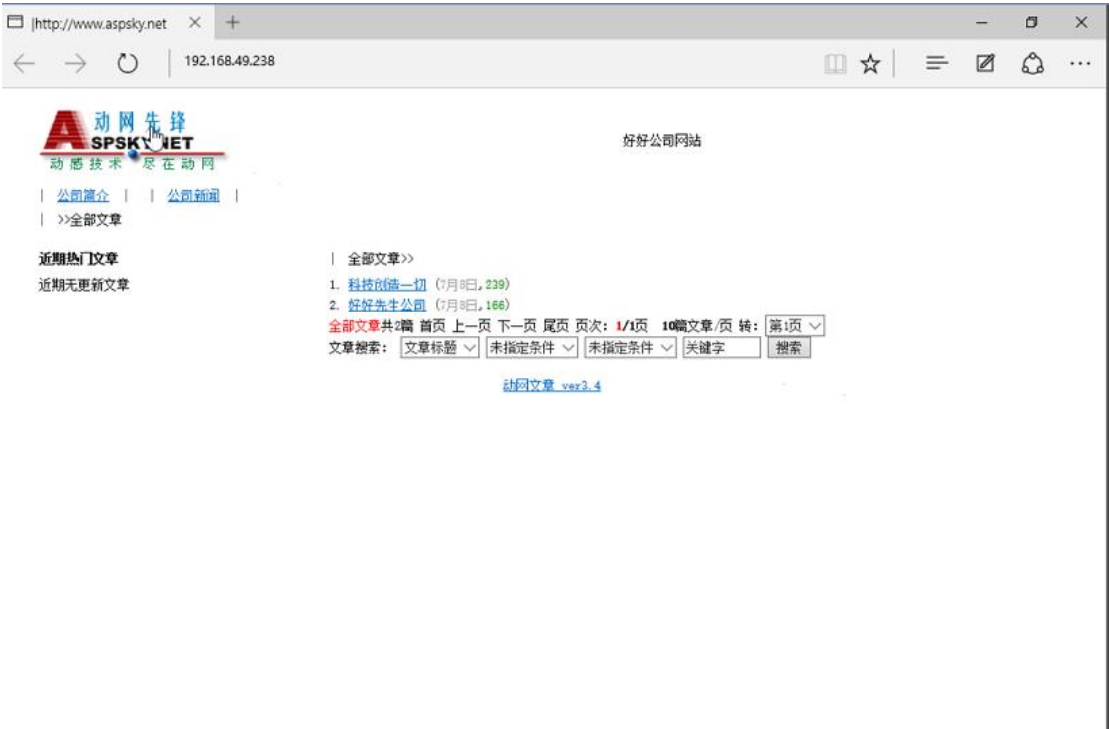 |http://www.aspsky.net
192.168.49.238
动网先锋
ASPSKY.NET
动感技术 尽在动网
好好公司网站
| 公司简介 | | 公司新闻 |
| >>全部文章
近期热门文章
近期无更新文章
| 全部文章>>
1. 科技创造一切 (7月8日,239)
2. 好好先生公司 (7月8日,166)
全部文章共2篇 首页 上一页 下一页 尾页 页次: 1/1页 10篇文章/页 转: 第1页
文章搜索: 文章标题 未指定条件 未指定条件 关键字 搜索
动网文章 ver3.4